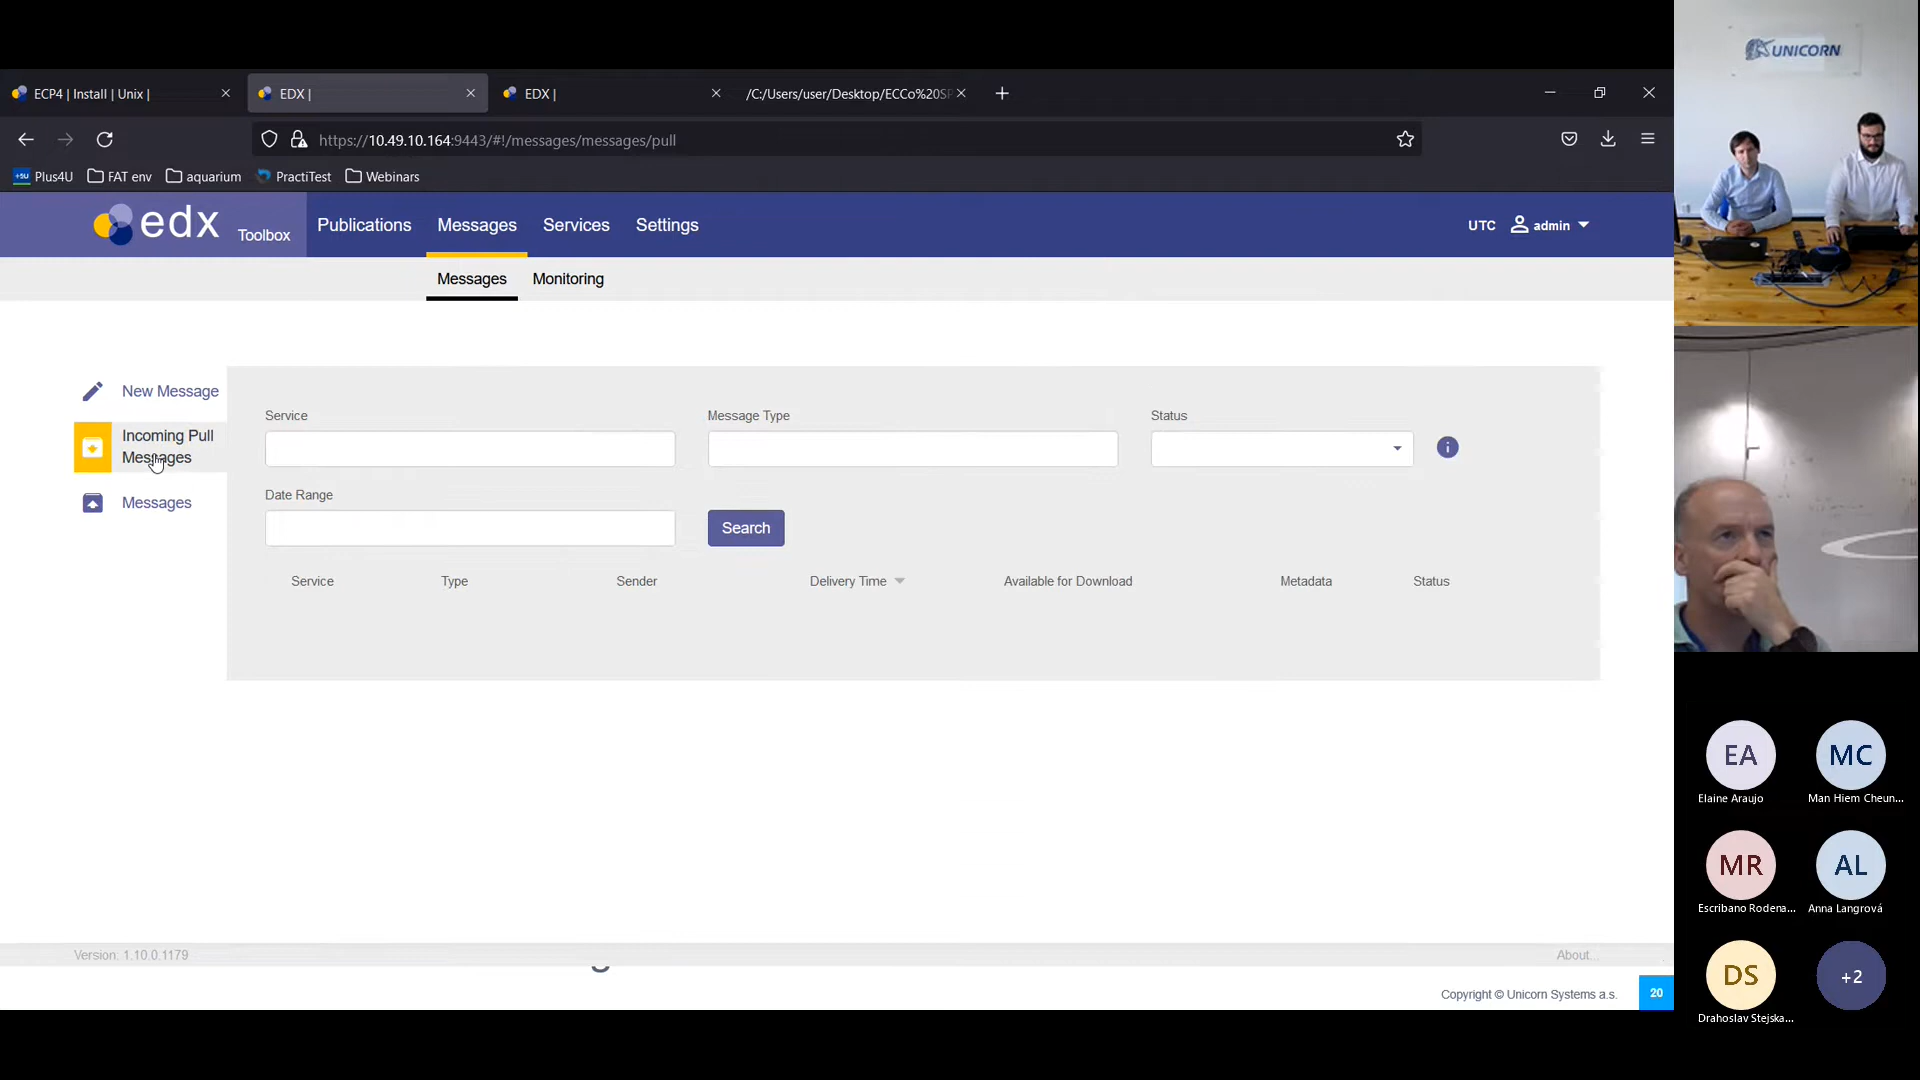 UNICORN
ECP4 | Install | Unix |
EDX |
EDX |
/C:/Users/user/Desktop/ECCo%20SP
https://10.49.10.164:9443/#!/messages/messages/pull
+5U Plus4U
FAT env
aquarium
PractiTest
Webinars
edx Toolbox
Publications
Messages
Services
Settings
UTC
admin
Messages
Monitoring
New Message
Incoming Pull
Messages
Messages
Service
Message Type
Status
Date Range
Search
Service
Type
Sender
Delivery Time
Available for Download
Metadata
Status
Version: 1.10.0.1179
About...
Copyright © Unicorn Systems a.s.
20
EA
Elaine Araujo
MC
Man Hiem Cheun...
MR
Escribano Rodena...
AL
Anna Langrová
DS
Drahoslav Stejska...
+2